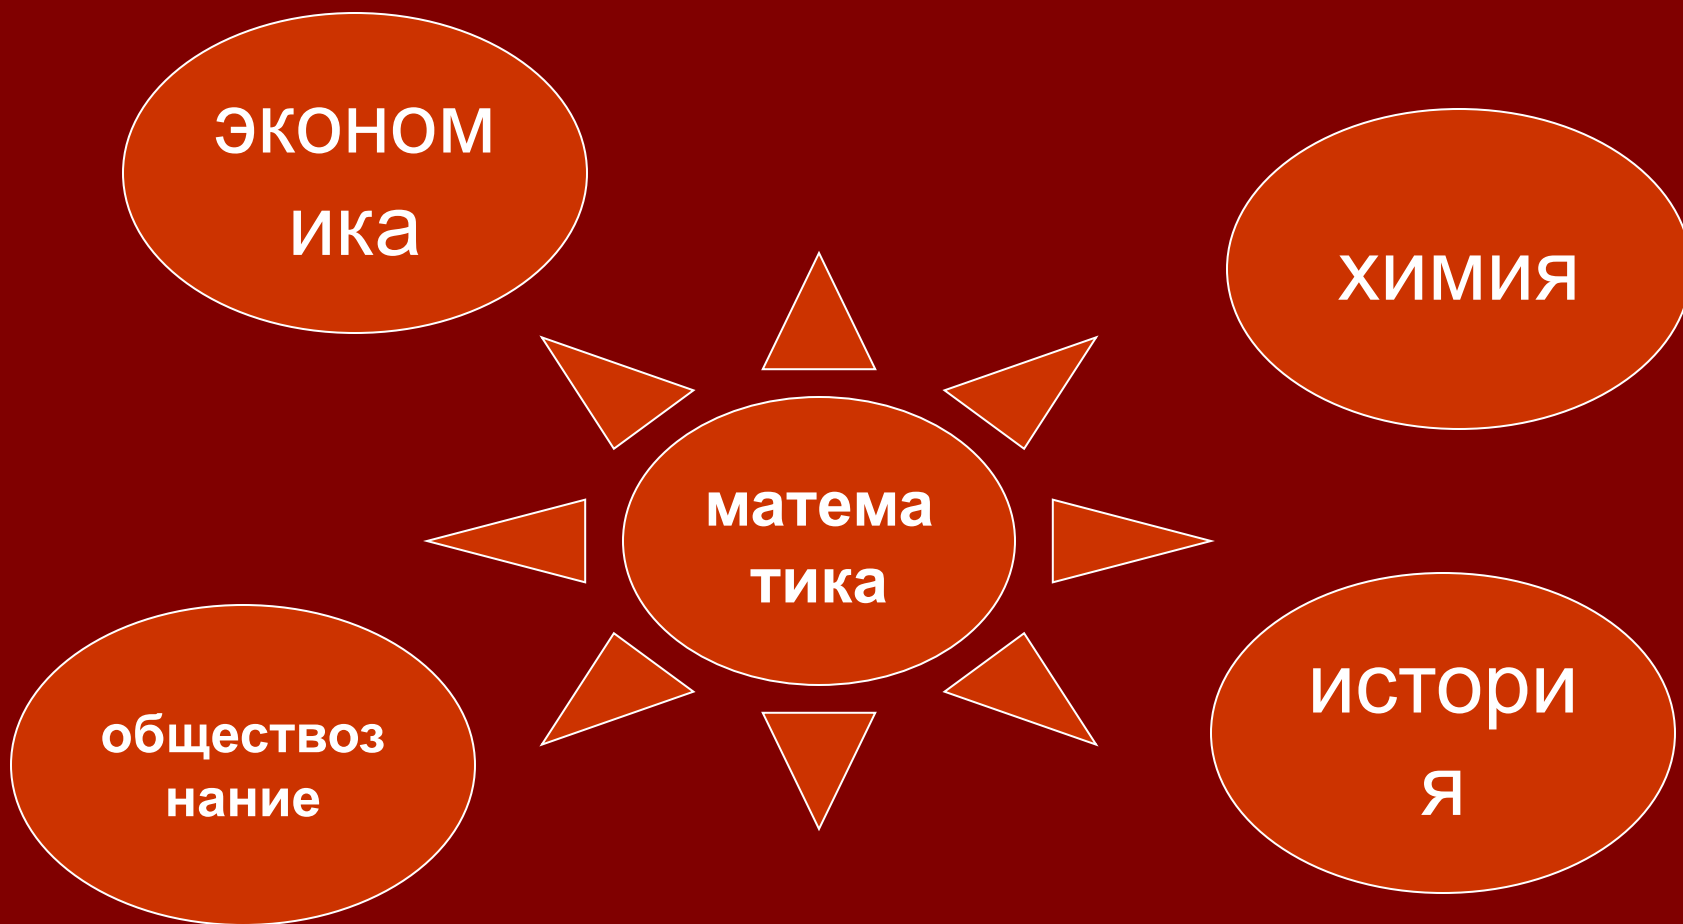 эконом
ика
химия
матема
тика
обществоз
нание
истори
я